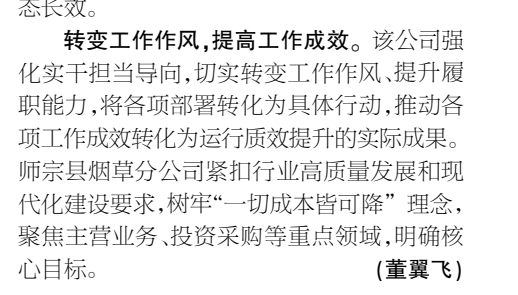 态长效。
转变工作作风,提高工作成效。该公司强
化实干担当导向,切实转变工作作风、提升履
职能力,将各项部署转化为具体行动,推动各
项工作成效转化为运行质效提升的实际成果。
师宗县烟草分公司紧扣行业高质量发展和现
代化建设要求,树牢“一切成本皆可降”理念,
聚焦主营业务、投资采购等重点领域,明确核
心目标。 (董翼飞)